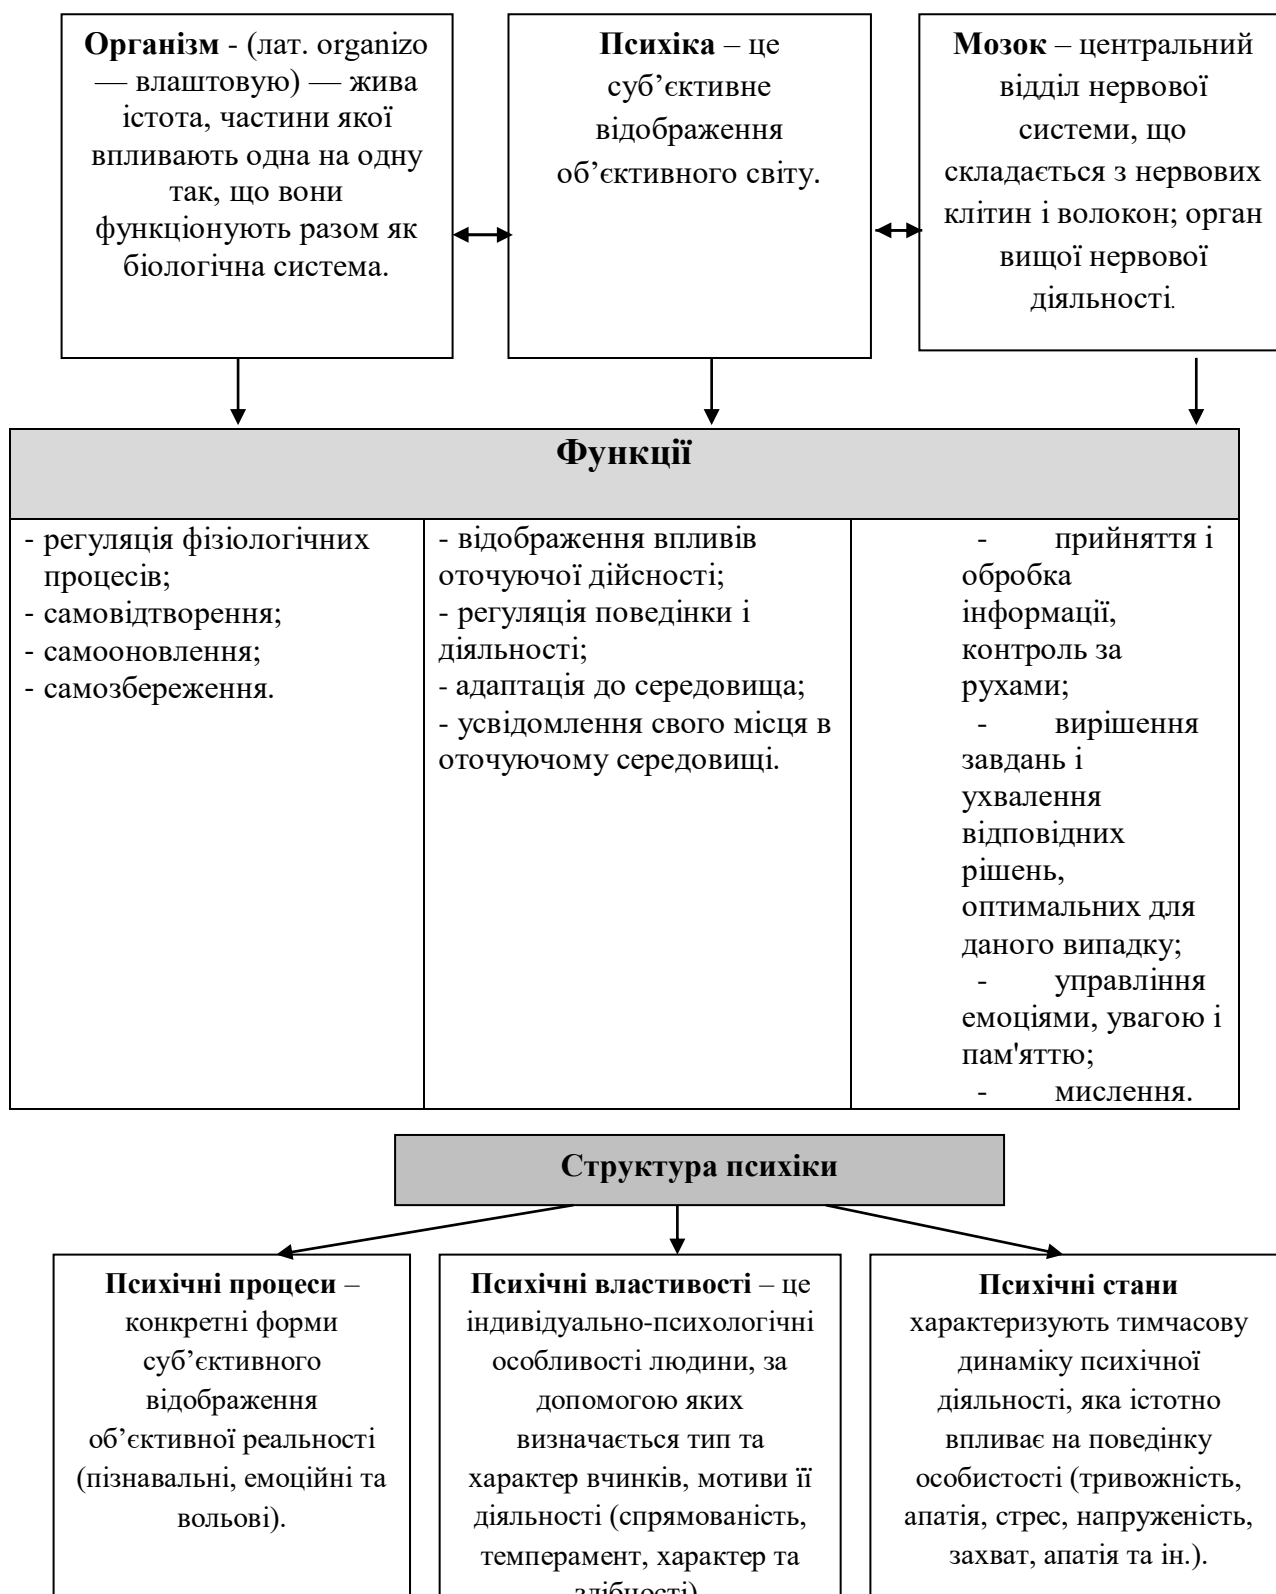 Організм - (лат. organizo
— влаштовую) — жива
істота, частини якої
впливають одна на одну
так, що вони
функціонують разом як
біологічна система.
Психіка – це
суб’єктивне
відображення
об’єктивного світу.
Мозок – центральний
відділ нервової
системи, що
складається з нервових
клітин і волокон; орган
вищої нервової
діяльності.
Функції
- регуляція фізіологічних
процесів;
- самовідтворення;
- самооновлення;
- самозбереження.
- відображення впливів
оточуючої дійсності;
- регуляція поведінки і
діяльності;
- адаптація до середовища;
- усвідомлення свого місця в
оточуючому середовищі.
- прийняття і
обробка
інформації,
контроль за
рухами;
- вирішення
завдань і
ухвалення
відповідних
рішень,
оптимальних для
даного випадку;
- управління
емоціями, увагою і
пам'яттю;
- мислення.
Структура психіки
Психічні процеси –
конкретні форми
суб’єктивного
відображення
об’єктивної реальності
(пізнавальні, емоційні та
вольові).
Психічні властивості – це
індивідуально-психологічні
особливості людини, за
допомогою яких
визначається тип та
характер вчинків, мотиви її
діяльності (спрямованість,
темперамент, характер та
здібності)
Психічні стани
характеризують тимчасову
динаміку психічної
діяльності, яка істотно
впливає на поведінку
особистості (тривожність,
апатія, стрес, напруженість,
захват, апатія та ін.).